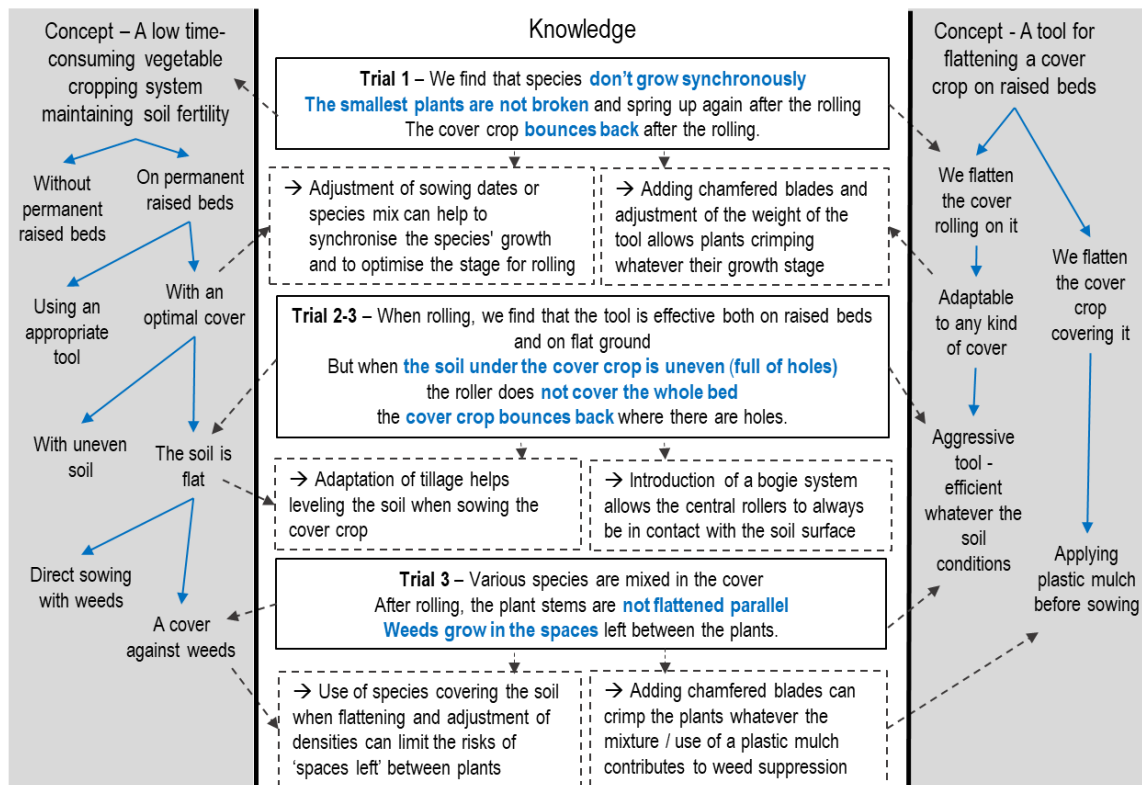 Concept – A low time-
consuming vegetable
cropping system
maintaining soil fertility
Without
permanent
raised beds
On permanent
raised beds
Using an
appropriate
tool
With an
optimal cover
With uneven
soil
The soil is
flat
Direct sowing
with weeds
A cover
against weeds
Knowledge
Trial 1 – We find that species don't grow synchronously
The smallest plants are not broken and spring up again after the rolling
The cover crop bounces back after the rolling.
→ Adjustment of sowing dates or
species mix can help to
synchronise the species' growth
and to optimise the stage for rolling
→ Adding chamfered blades and
adjustment of the weight of the
tool allows plants crimping
whatever their growth stage
Trial 2-3 – When rolling, we find that the tool is effective both on raised beds
and on flat ground
But when the soil under the cover crop is uneven (full of holes)
the roller does not cover the whole bed
the cover crop bounces back where there are holes.
→ Adaptation of tillage helps
leveling the soil when sowing the
cover crop
→ Introduction of a bogie system
allows the central rollers to always
be in contact with the soil surface
Trial 3 – Various species are mixed in the cover
After rolling, the plant stems are not flattened parallel
Weeds grow in the spaces left between the plants.
→ Use of species covering the soil
when flattening and adjustment of
densities can limit the risks of
‘spaces left’ between plants
→ Adding chamfered blades can
crimp the plants whatever the
mixture / use of a plastic mulch
contributes to weed suppression
Concept - A tool for
flattening a cover
crop on raised beds
We flatten
the cover
rolling on it
We flatten
the cover
crop
covering it
Adaptable
to any kind
of cover
Aggressive
tool -
efficient
whatever the
soil
conditions
Applying
plastic mulch
before sowing